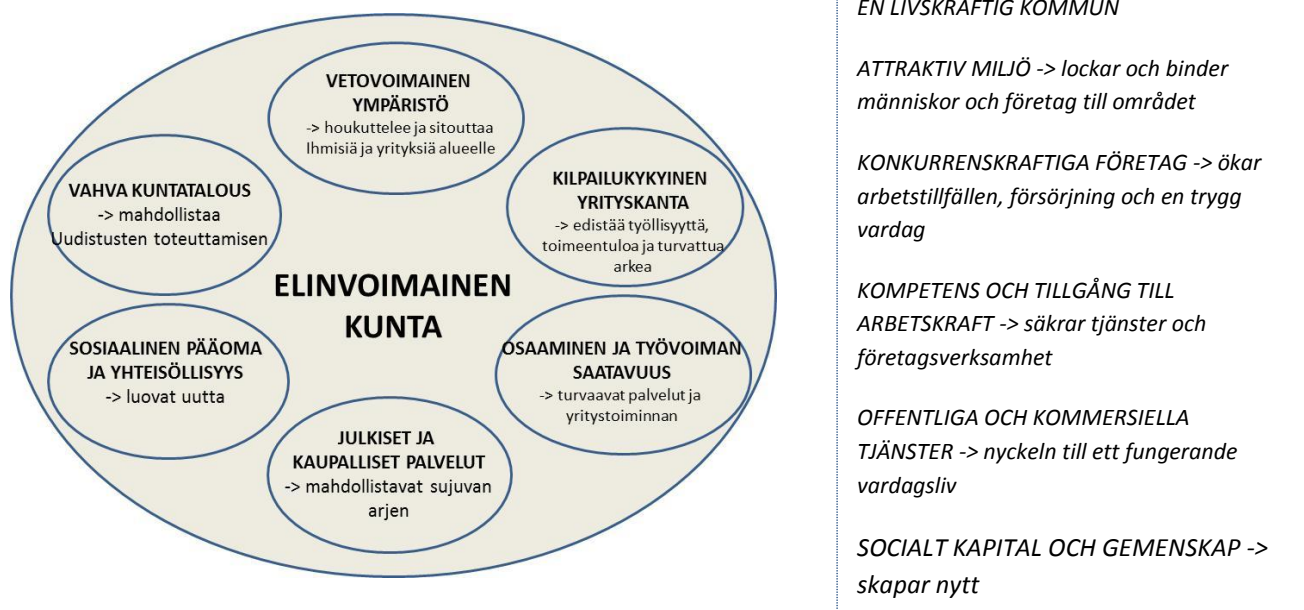 VETOVOIMAINEN
YMPÄRISTÖ
-> houkuttelee ja sitouttaa
Ihmisiä ja yrityksiä alueelle
KILPAILUKYKYINEN
YRITYSKANTA
-> edistää työllisyyttä,
toimeentuloa ja turvattua
arkea
VAHVA KUNTATALOUS
-> mahdollistaa
Uudistusten toteuttamisen
ELINVOIMAINEN
KUNTA
OSAAMINEN JA TYÖVOIMAN
SAATAVUUS
-> turvaavat palvelut ja
yritystoiminnan
SOSIAALINEN PÄÄOMA
JA YHTEISÖLLISYYS
-> luovat uutta
JULKISET JA
KAUPALLISET PALVELUT
-> mahdollistavat sujuvan
arjen
EN LIVSKRAFTIG KOMMUN
ATTRAKTIV MILJÖ -> lockar och binder
människor och företag till området
KONKURRENSKRAFTIGA FÖRETAG -> ökar
arbetstillfällen, försörjning och en trygg
vardag
KOMPETENS OCH TILLGÅNG TILL
ARBETSKRAFT -> säkrar tjänster och
företagsverksamhet
OFFENTLIGA OCH KOMMERSIELLA
TJÄNSTER -> nyckeln till ett fungerande
vardagsliv
SOCIALT KAPITAL OCH GEMENSKAP ->
skapar nytt